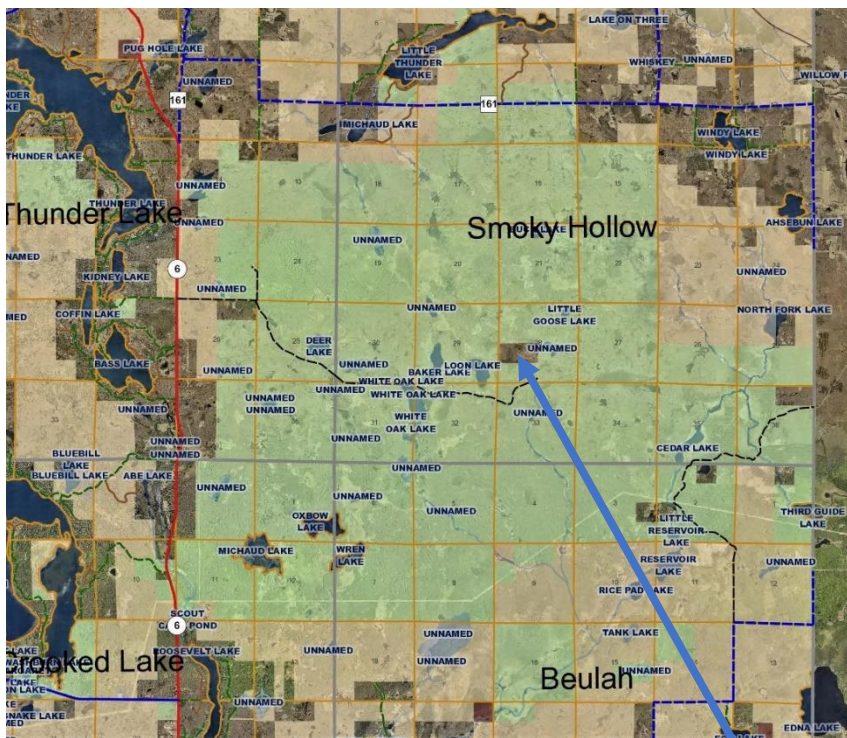 LAKE ON THREE
PUG HOLE LAKE
LITTLE
THUNDER
LAKE
UNNAMED
WHISKEY
UNNAMED
161
161
MICHAUD LAKE
WINDY LAKE
WINDY LAKE
THUNDER LAKE
UNNAMED
THUNDER LAKE
Thunder Lake
UNNAMED
Smoky Hollow
AHSEBUN LAKE
UNNAMED
6
KIDNEY LAKE
UNNAMED
UNNAMED
UNNAMED
LITTLE
GOOSE LAKE
NORTH FORK LAKE
COFFIN LAKE
DEER
LAKE
UNNAMED
BASS LAKE
UNNAMED
UNNAMED
LOON LAKE
BAKER LAKE
WHITE OAK LAKE
UNNAMED
WHITE OAK LAKE
UNNAMED
UNNAMED
UNNAMED
UNNAMED
WHITE
OAK LAKE
UNNAMED
UNNAMED
UNNAMED
CEDAR LAKE
BLUEBILL
LAKE
BLUEBILL LAKE
ABE LAKE
UNNAMED
UNNAMED
UNNAMED
UNNAMED
THIRD GUIDE
LAKE
OXBOW
LAKE
LITTLE
RESERVOIR
LAKE
MICHAUD LAKE
WREN
LAKE
RESERVOIR
LAKE
UNNAMED
RICE PAD LAKE
SCOUT
CAMP POND
6
UNNAMED
TANK LAKE
Crooked Lake
ROOSEVELT LAKE
UNNAMED
UNNAMED
UNNAMED
Beulah
UNNAMED
SNAKE LAKE
EDNA LAKE